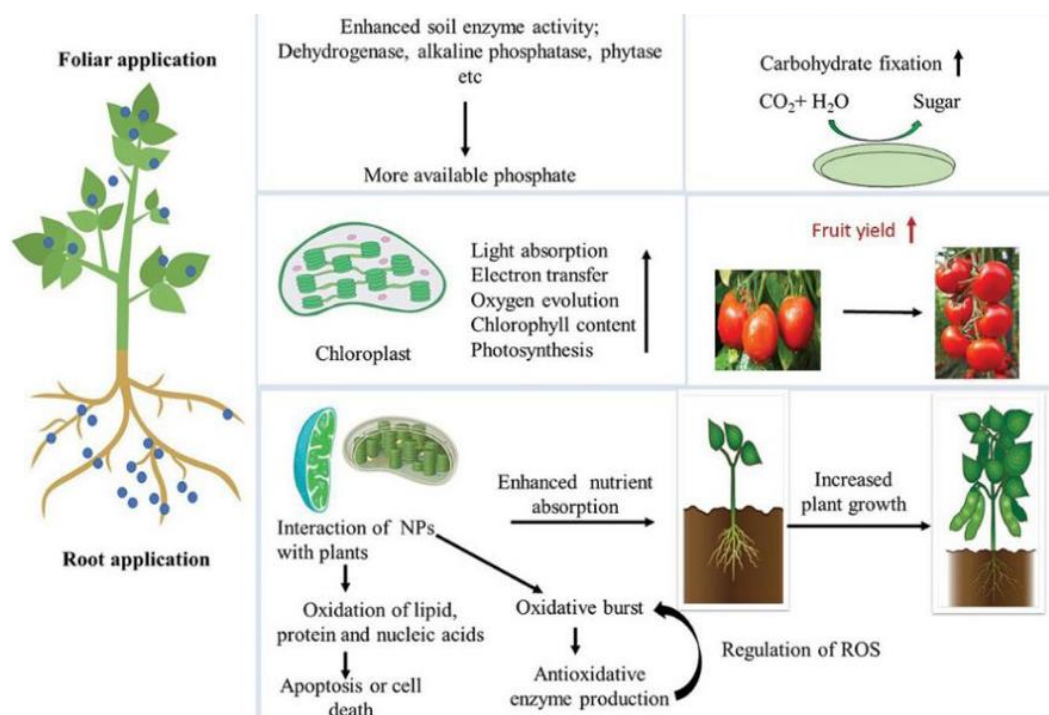 Foliar application
Root application
Enhanced soil enzyme activity;
Dehydrogenase, alkaline phosphatase, phytase
etc
More available phosphate
Carbohydrate fixation
CO₂+ H₂O
Sugar
Chloroplast
Light absorption
Electron transfer
Oxygen evolution
Chlorophyll content
Photosynthesis
Fruit yield
Interaction of NPs
with plants
Enhanced nutrient
absorption
Increased
plant growth
Oxidation of lipid,
protein and nucleic acids
Apoptosis or cell
death
Oxidative burst
Antioxidative
enzyme production
Regulation of ROS